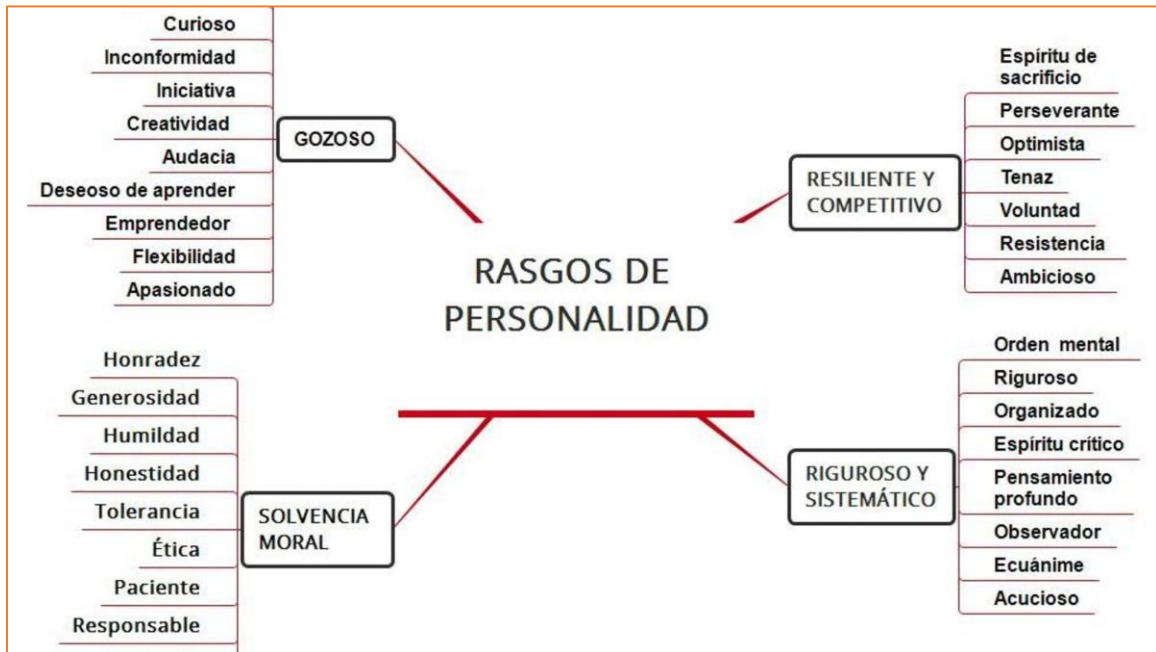 RASGOS DE
PERSONALIDAD
GOZOSO
Curioso
Inconformidad
Iniciativa
Creatividad
Audacia
Deseoso de aprender
Emprendedor
Flexibilidad
Apasionado
RESILIENTE Y
COMPETITIVO
Espíritu de
sacrificio
Perseverante
Optimista
Tenaz
Voluntad
Resistencia
Ambicioso
SOLVENCIA
MORAL
Honradez
Generosidad
Humildad
Honestidad
Tolerancia
Ética
Paciente
Responsable
RIGUROSO Y
SISTEMÁTICO
Orden mental
Riguroso
Organizado
Espíritu crítico
Pensamiento
profundo
Observador
Ecuánime
Acucioso